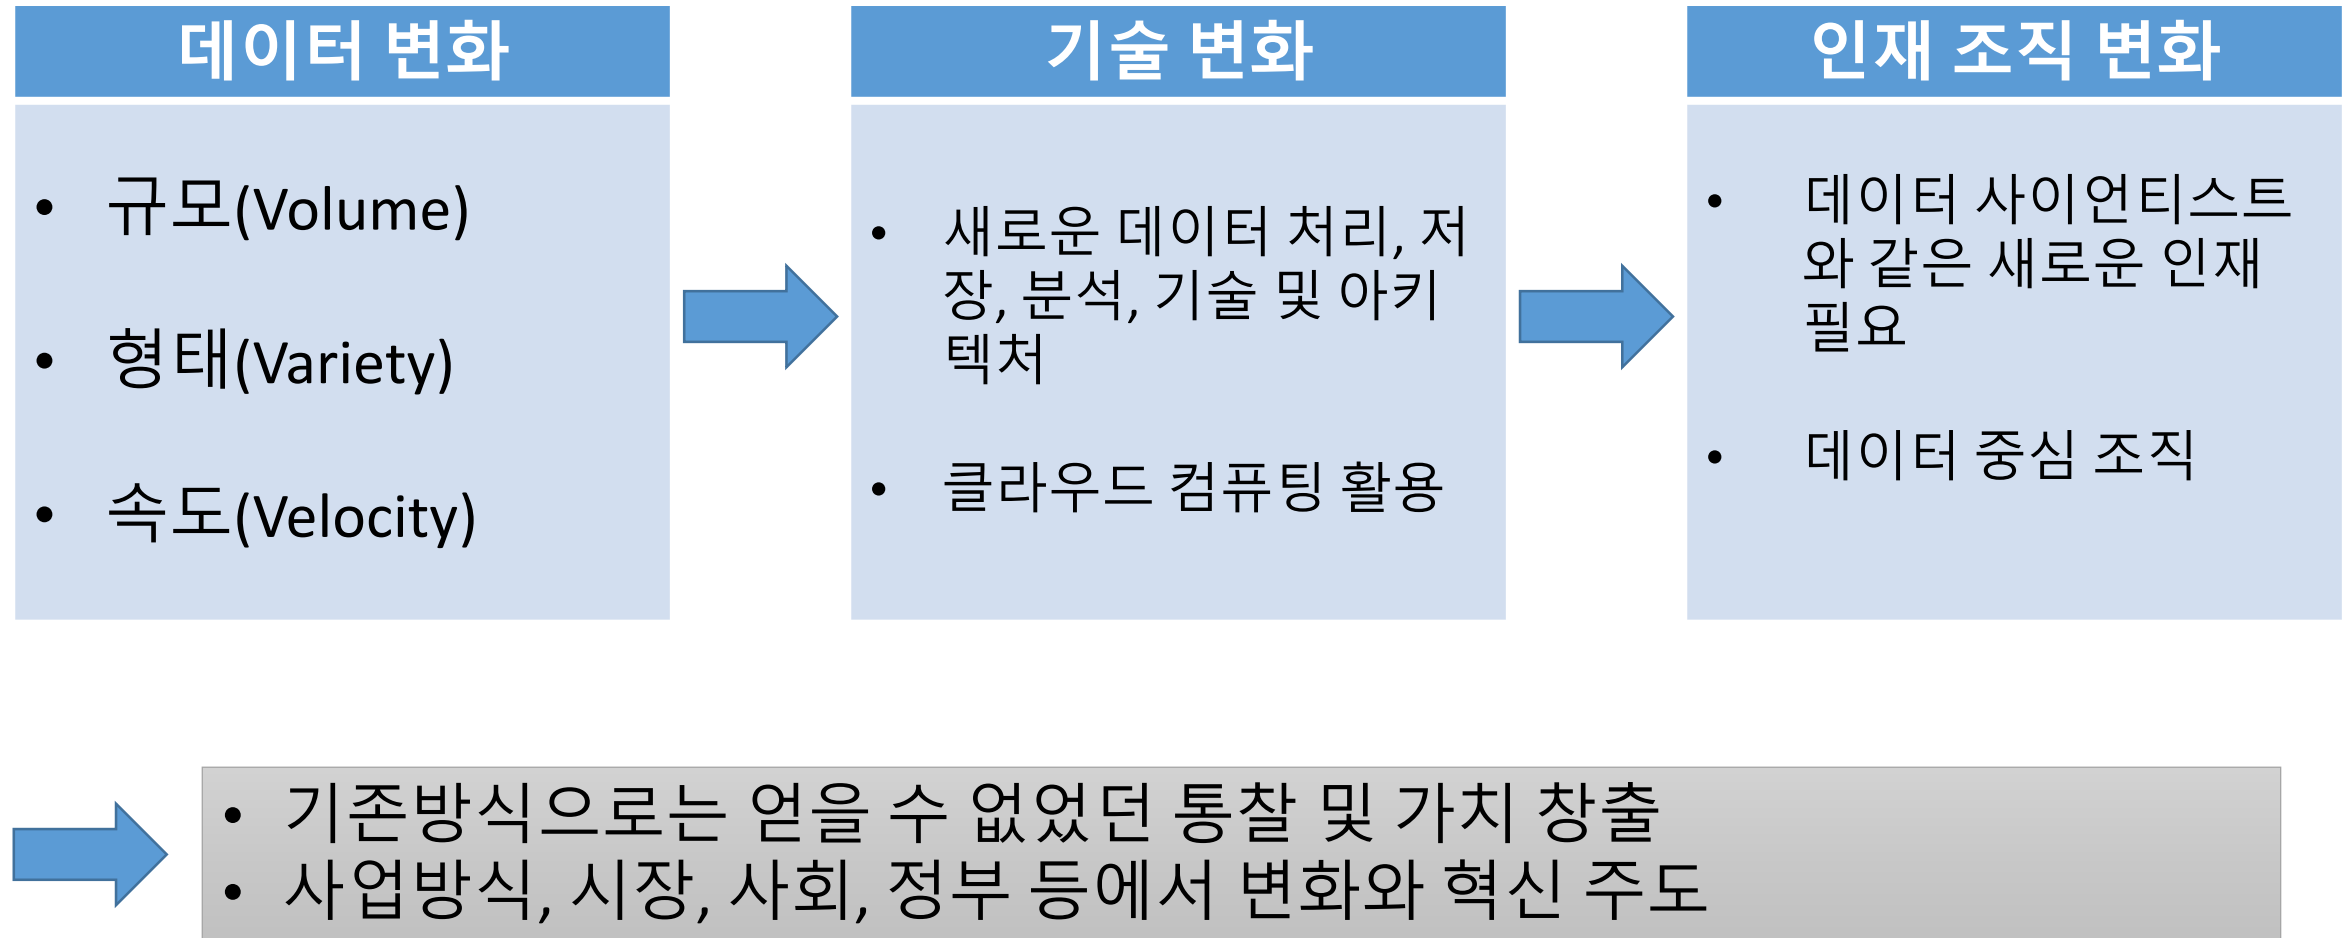 데이터 변화
• 규모(Volume)
• 형태(Variety)
• 속도(Velocity)
기술 변화
• 새로운 데이터 처리, 저
장, 분석, 기술 및 아키
텍처
• 클라우드 컴퓨팅 활용
인재 조직 변화
• 데이터 사이언티스트
와 같은 새로운 인재
필요
• 데이터 중심 조직
• 기존방식으로는 얻을 수 없었던 통찰 및 가치 창출
• 사업방식, 시장, 사회, 정부 등에서 변화와 혁신 주도